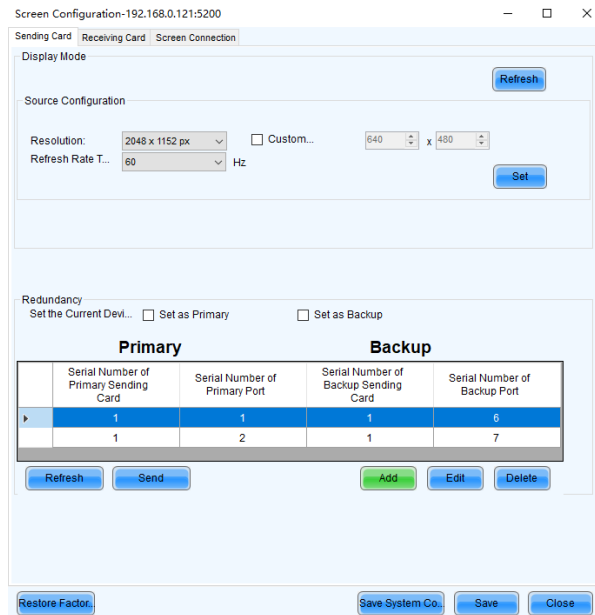 Screen Configuration-192.168.0.121:5200
Sending Card Receiving Card Screen Connection
Display Mode
Refresh
Source Configuration
Resolution: 2048 x 1152 px Custom... 640 x 480
Refresh Rate T... 60 Hz
Set
Redundancy
Set the Current Devi... Set as Primary Set as Backup
Primary Backup
Serial Number of Primary Sending Card Serial Number of Primary Port Serial Number of Backup Sending Card Serial Number of Backup Port
1 1 1 6
1 2 1 7
Refresh Send Add Edit Delete
Restore Factor.. Save System Co.. Save Close